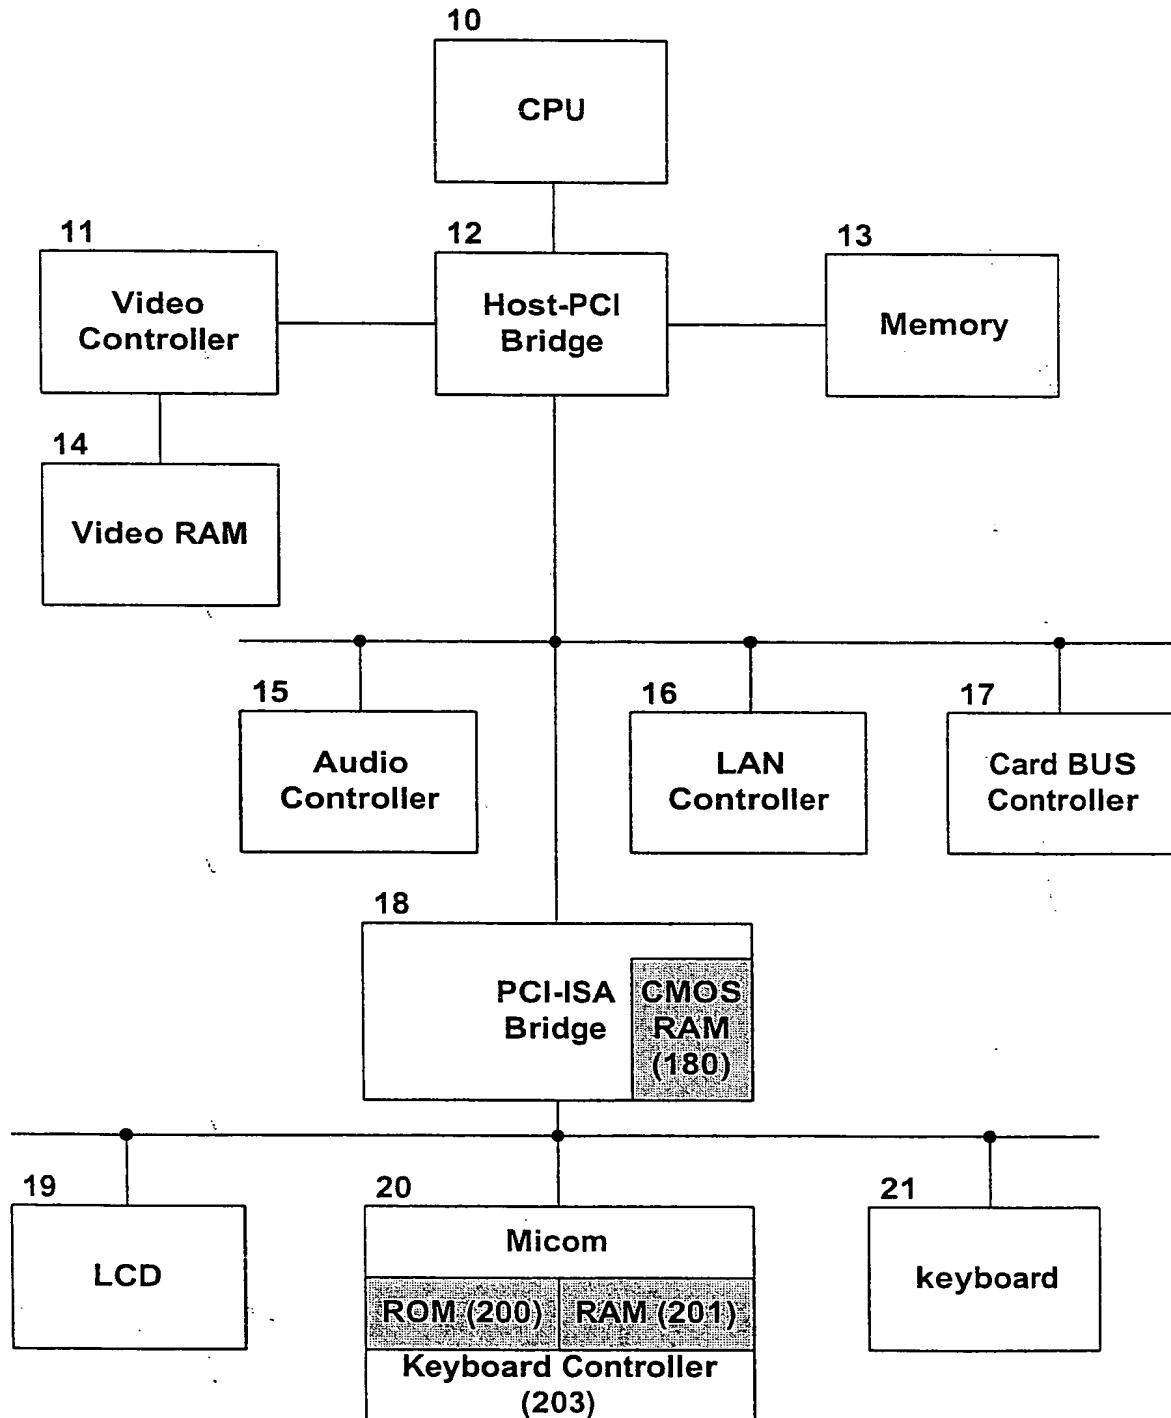 10
CPU
11
Video
Controller
12
Host-PCI
Bridge
13
Memory
14
Video RAM
15
Audio
Controller
16
LAN
Controller
17
Card BUS
Controller
18
PCI-ISA
Bridge
CMOS
RAM
(180)
19
LCD
20
Micom
ROM (200)
RAM (201)
Keyboard Controller
(203)
21
keyboard